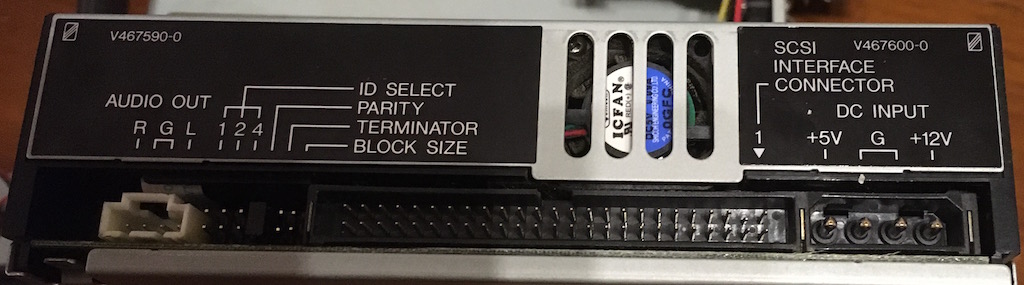 V467590-0
ID SELECT
PARITY
AUDIO OUT
TERMINATOR
R G L 1 2 4
BLOCK SIZE
ICFAN®
SCSI V467600-0
INTERFACE
CONNECTOR
DC INPUT
1 +5V G +12V